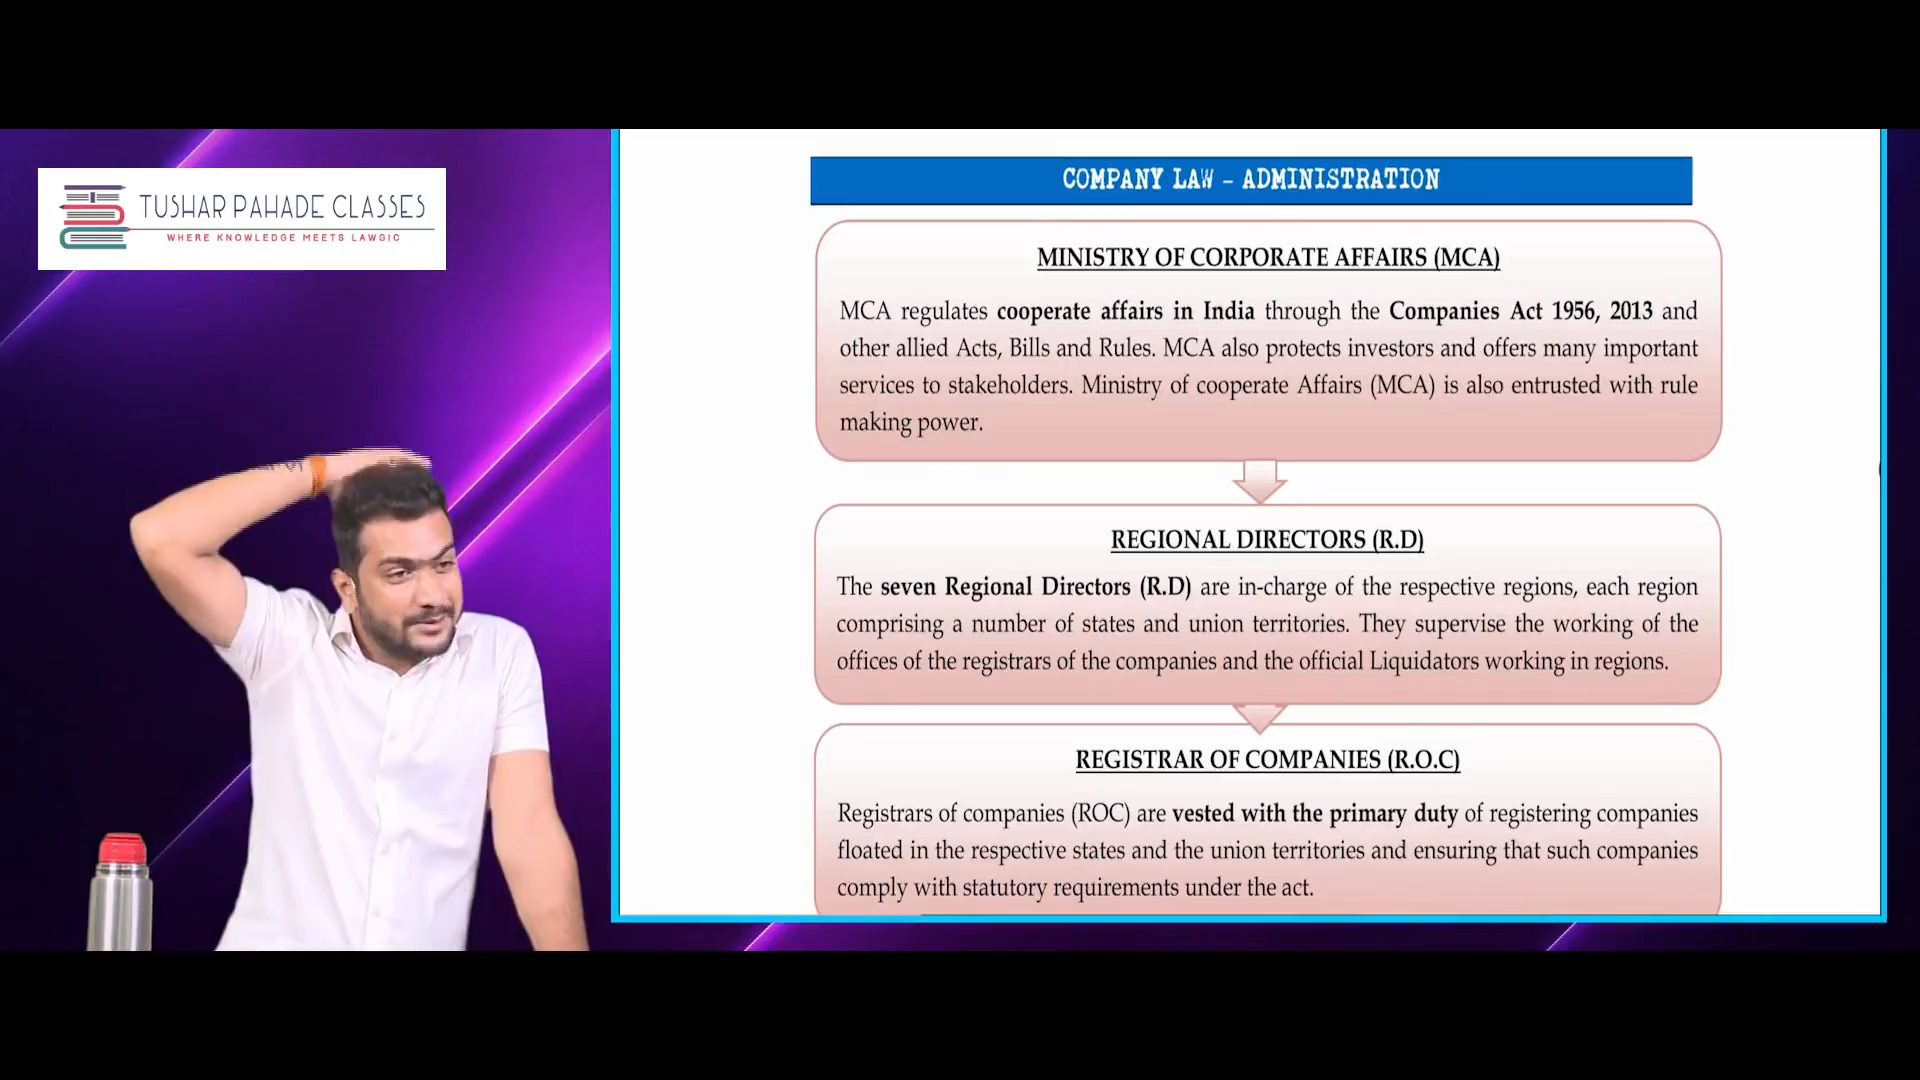 TUSHAR PAHADE CLASSES
WHERE KNOWLEDGE MEETS LAWGIC
COMPANY LAW – ADMINISTRATION
MINISTRY OF CORPORATE AFFAIRS (MCA)
MCA regulates cooperate affairs in India through the Companies Act 1956, 2013 and
other allied Acts, Bills and Rules. MCA also protects investors and offers many important
services to stakeholders. Ministry of cooperate Affairs (MCA) is also entrusted with rule
making power.
REGIONAL DIRECTORS (R.D)
The seven Regional Directors (R.D) are in-charge of the respective regions, each region
comprising a number of states and union territories. They supervise the working of the
offices of the registrars of the companies and the official Liquidators working in regions.
REGISTRAR OF COMPANIES (R.O.C)
Registrars of companies (ROC) are vested with the primary duty of registering companies
floated in the respective states and the union territories and ensuring that such companies
comply with statutory requirements under the act.